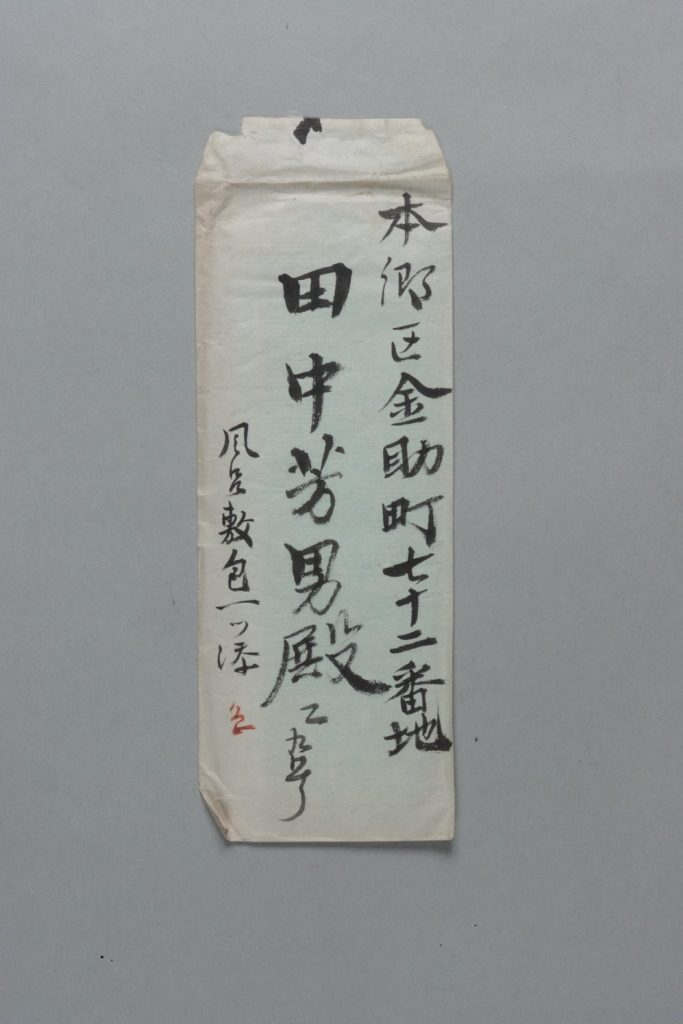 本郷区金助町七十二番地
田中芳男殿
風呂敷包一ツ添